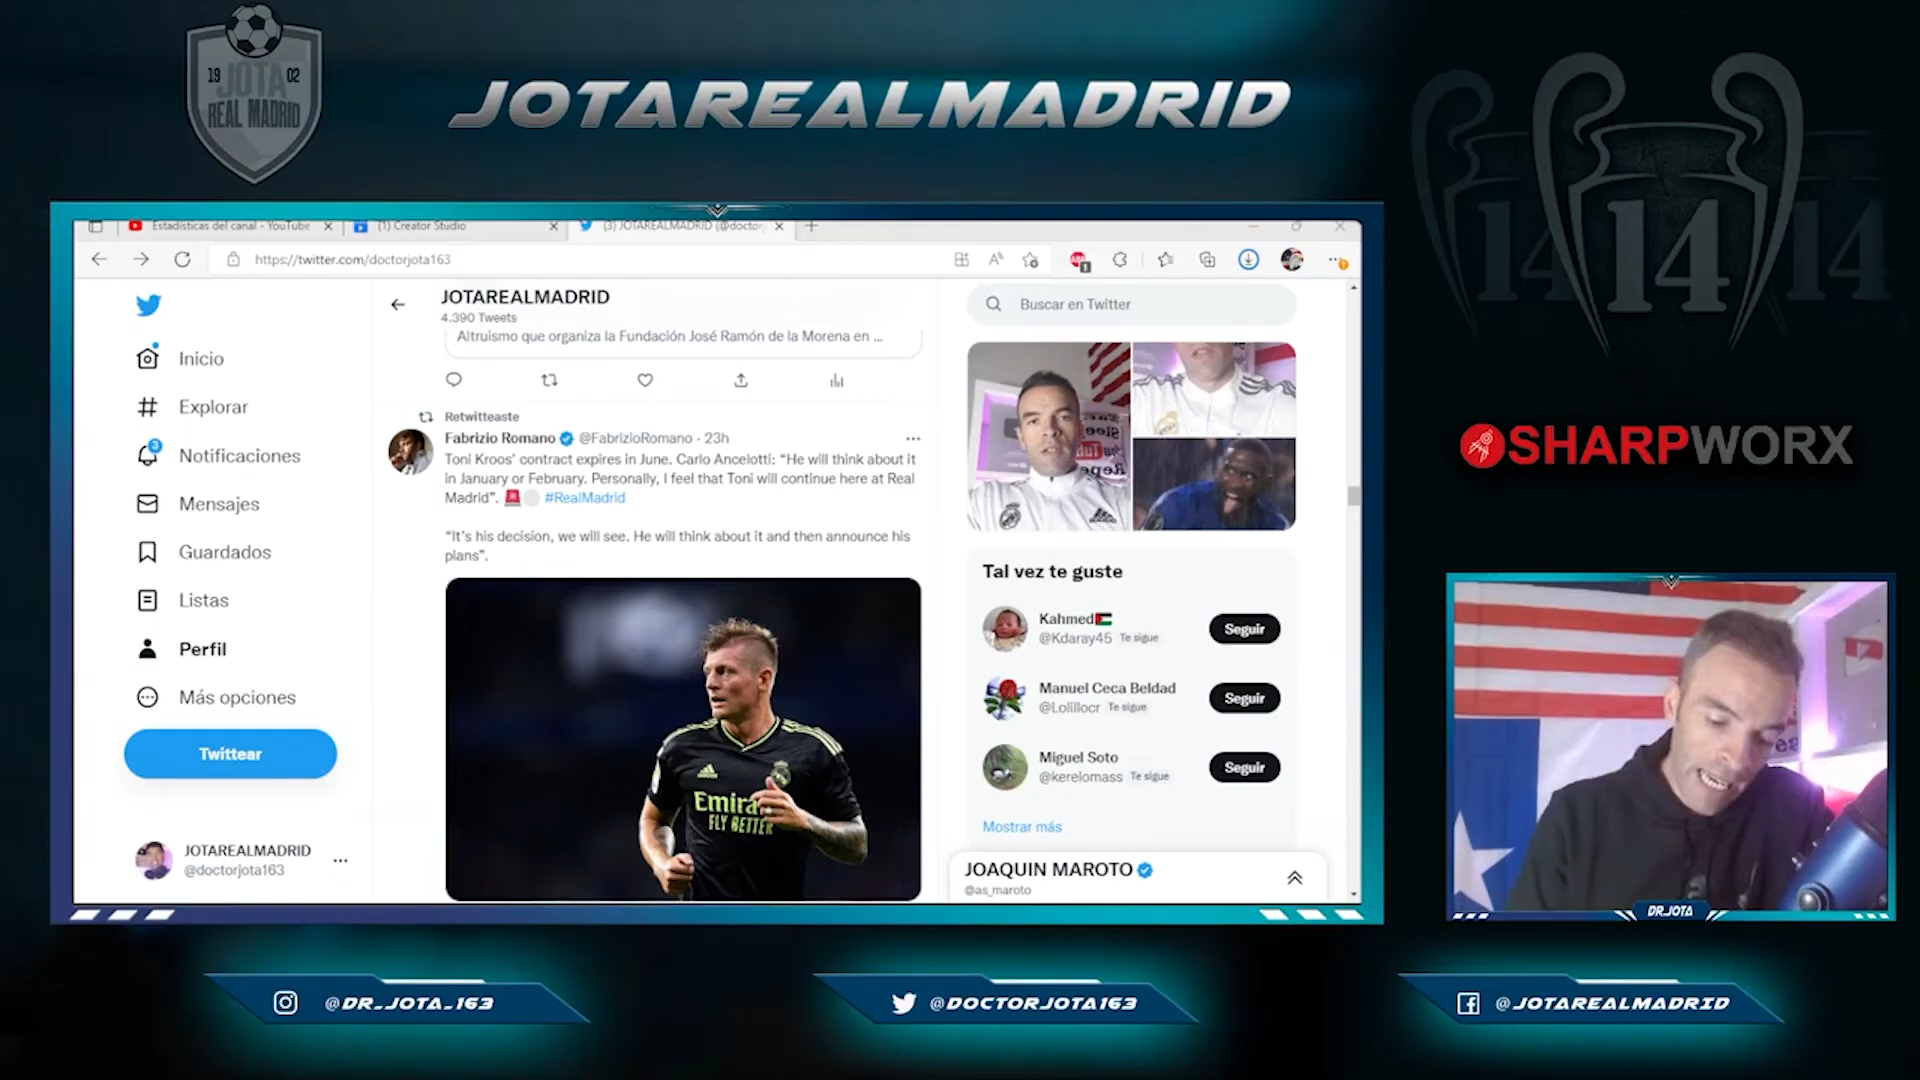 19 02
JOTA
REAL MADRID
JOTAREALMADRID
14 14 14
SHARPWORX
Estadísticas del canal - YouTube
(1) Creator Studio
(3) JOTAREALMADRID (@doctorj
https://twitter.com/doctorjota163
JOTAREALMADRID
4.390 Tweets
Buscar en Twitter
Altruismo que organiza la Fundación José Ramón de la Morena en ...
Inicio
Explorar
3
Notificaciones
Mensajes
Guardados
Listas
Perfil
Más opciones
Twittear
JOTAREALMADRID
@doctorjota163
Retwitteaste
Fabrizio Romano @FabrizioRomano · 23h
Toni Kroos' contract expires in June. Carlo Ancelotti: “He will think about it
in January or February. Personally, I feel that Toni will continue here at Real
Madrid”. 🚨⚪ #RealMadrid
“It's his decision, we will see. He will think about it and then announce his
plans”.
Emira
FLY BETTER
Tal vez te guste
Kahmed🇵🇸
@Kdaray45 Te sigue
Seguir
Manuel Ceca Beldad
@Lolillocr Te sigue
Seguir
Miguel Soto
@kerelomass Te sigue
Seguir
Mostrar más
JOAQUIN MAROTO
@as_maroto
DR.JOTA
@DR_JOTA_163
@DOCTORJOTA163
@JOTAREALMADRID